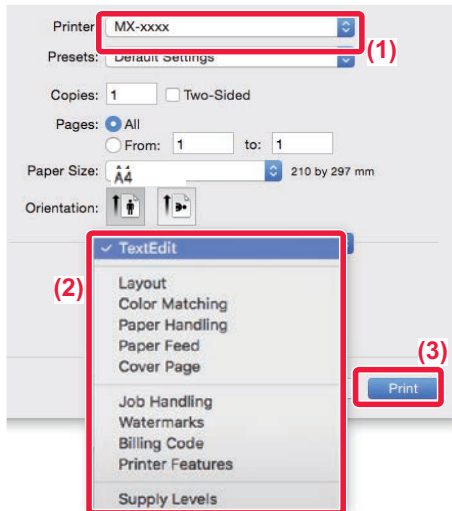 Printer: MX-xxxx
(1)
Presets: Default Settings
Copies: 1 Two-Sided
Pages: All
From: 1 to: 1
Paper Size: A4 210 by 297 mm
Orientation:
(2)
✓ TextEdit
Layout
Color Matching
Paper Handling
Paper Feed
Cover Page
(3)
Print
Job Handling
Watermarks
Billing Code
Printer Features
Supply Levels